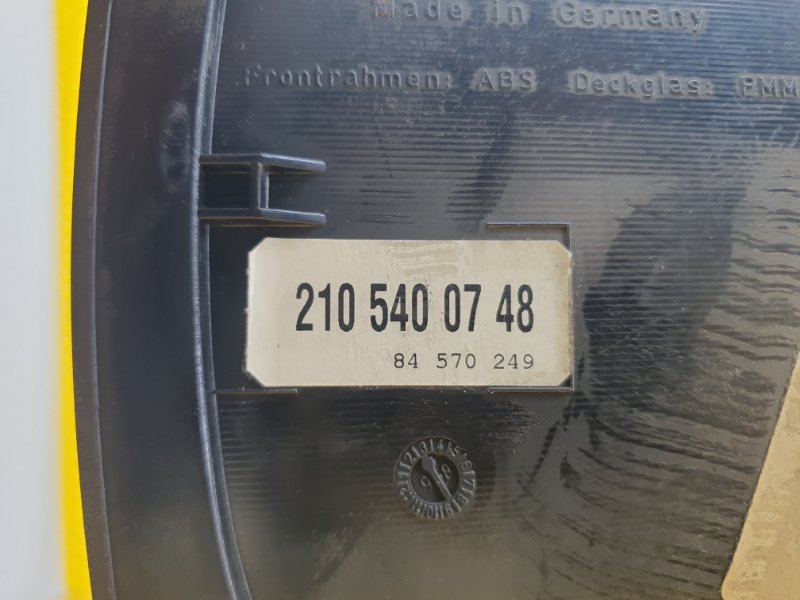 Made in Germany
Frontrahmen: ABS Deckglas: PMM
210 540 07 48
84 570 249